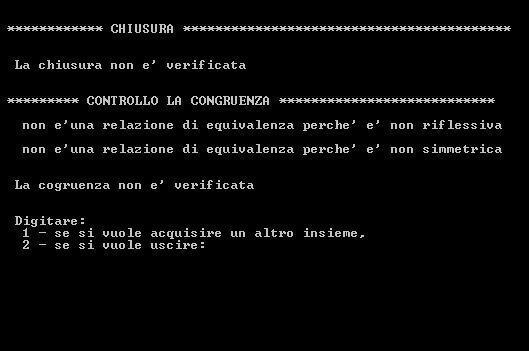 ************ CHIUSURA *****************************************
La chiusura non e' verificata
********* CONTROLLO LA CONGRUENZA ***************************
non e'una relazione di equivalenza perche' e' non riflessiva
non e'una relazione di equivalenza perche' e' non simmetrica
La cogruenza non e' verificata
Digitare:
1 - se si vuole acquisire un altro insieme,
2 - se si vuole uscire: